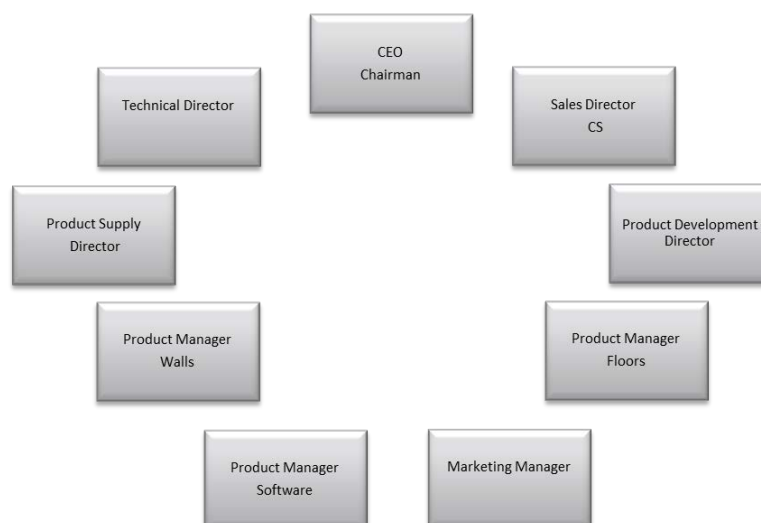 CEO
Chairman
Technical Director
Sales Director
CS
Product Supply
Director
Product Development
Director
Product Manager
Walls
Product Manager
Floors
Product Manager
Software
Marketing Manager